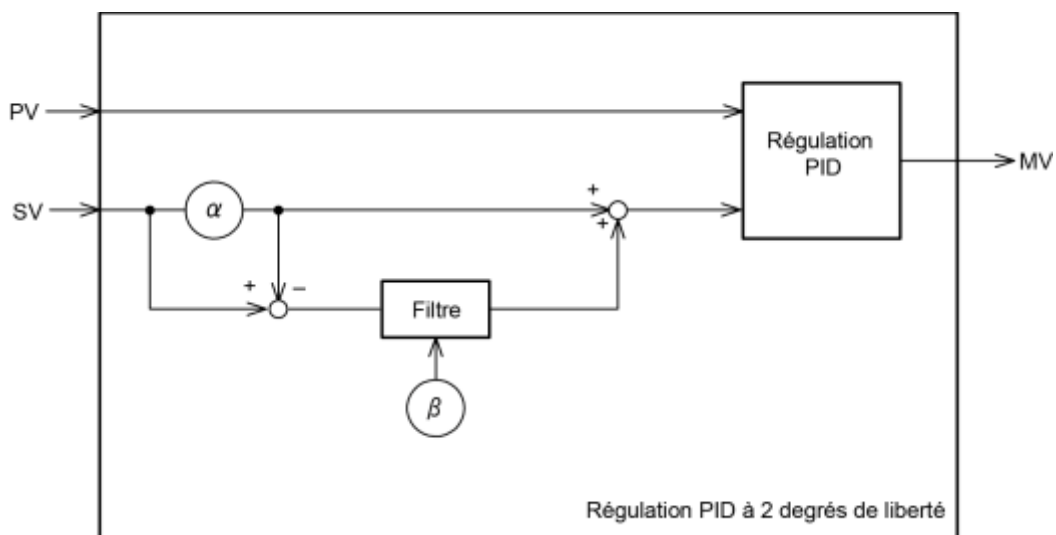 PV
Régulation
PID
MV
SV
α
+
+
+
−
Filtre
β
Régulation PID à 2 degrés de liberté